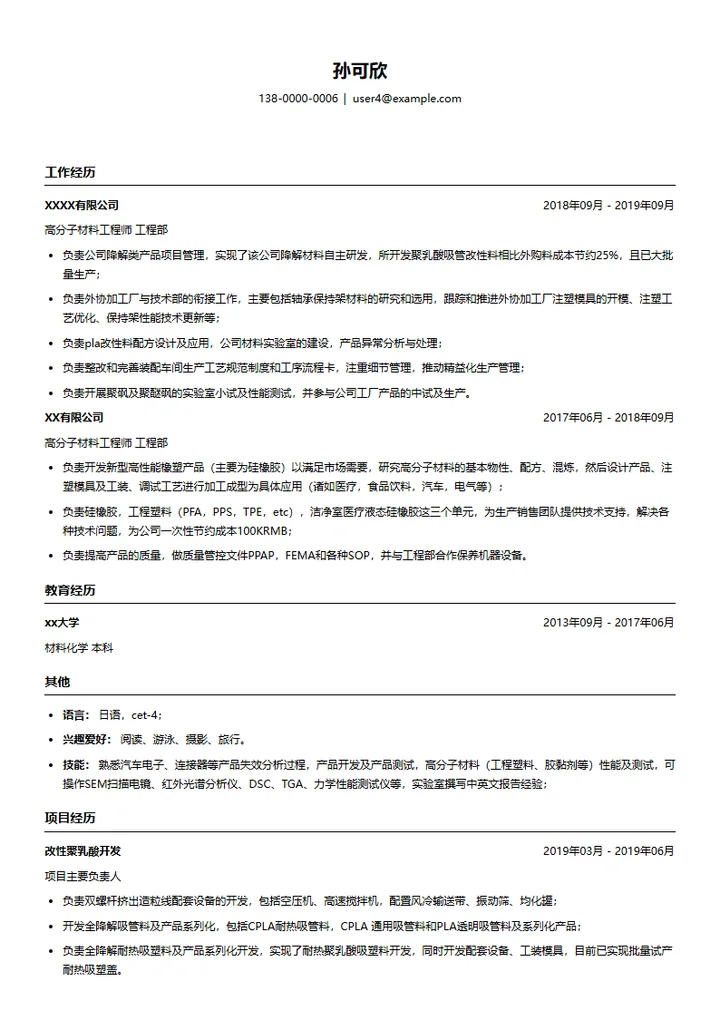 孙可欣
138-0000-0006 | user4@example.com
工作经历
XXXX有限公司 2018年09月 - 2019年09月
高分子材料工程师 工程部
• 负责公司降解类产品项目管理，实现了该公司降解材料自主研发，所开发聚乳酸吸管改性料相比外购料成本节约25%，且已大批
量生产；
• 负责外协加工厂与技术部的衔接工作，主要包括轴承保持架材料的研究和选用，跟踪和推进外协加工厂注塑模具的开模、注塑工
艺优化、保持架性能技术更新等；
• 负责pla改性料配方设计及应用，公司材料实验室的建设，产品异常分析与处理；
• 负责整改和完善装配车间生产工艺规范制度和工序流程卡，注重细节管理，推动精益化生产管理；
• 负责开展聚砜及聚醚砜的实验室小试及性能测试，并参与公司工厂产品的中试及生产。
XX有限公司 2017年06月 - 2018年09月
高分子材料工程师 工程部
• 负责开发新型高性能橡塑产品（主要为硅橡胶）以满足市场需要，研究高分子材料的基本物性、配方、混炼，然后设计产品、注
塑模具及工装、调试工艺进行加工成型为具体应用（诸如医疗，食品饮料，汽车，电气等）；
• 负责硅橡胶，工程塑料（PFA，PPS，TPE，etc），洁净室医疗液态硅橡胶这三个单元，为生产销售团队提供技术支持，解决各
种技术问题，为公司一次性节约成本100KRMB；
• 负责提高产品的质量，做质量管控文件PPAP，FEMA和各种SOP，并与工程部合作保养机器设备。
教育经历
xx大学 2013年09月 - 2017年06月
材料化学 本科
其他
• 语言： 日语，cet-4；
• 兴趣爱好： 阅读、游泳、摄影、旅行。
• 技能： 熟悉汽车电子、连接器等产品失效分析过程，产品开发及产品测试，高分子材料（工程塑料、胶黏剂等）性能及测试，可
操作SEM扫描电镜、红外光谱分析仪、DSC、TGA、力学性能测试仪等，实验室撰写中英文报告经验；
项目经历
改性聚乳酸开发 2019年03月 - 2019年06月
项目主要负责人
• 负责双螺杆挤出造粒线配套设备的开发，包括空压机、高速搅拌机，配置风冷输送带、振动筛、均化罐；
• 开发全降解吸管料及产品系列化，包括CPLA耐热吸管料，CPLA 通用吸管料和PLA透明吸管料及系列化产品；
• 负责全降解耐热吸塑料及产品系列化开发，实现了耐热聚乳酸吸塑料开发，同时开发配套设备、工装模具，目前已实现批量试产
耐热吸塑盖。